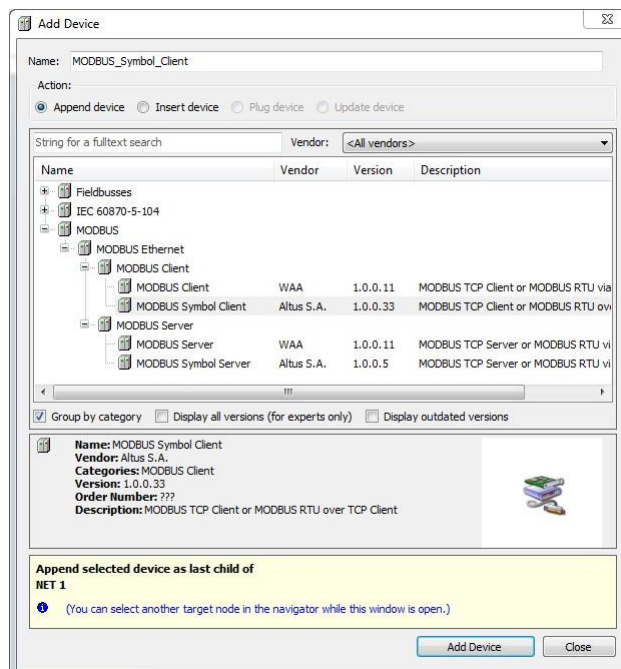 Add Device
Name: MODBUS_Symbol_Client
Action:
Append device Insert device Plug device Update device
String for a fulltext search Vendor: <All vendors>
Name Vendor Version Description
Fieldbusses
IEC 60870-5-104
MODBUS
MODBUS Ethernet
MODBUS Client
MODBUS Client WAA 1.0.0.11 MODBUS TCP Client or MODBUS RTU via
MODBUS Symbol Client Altus S.A. 1.0.0.33 MODBUS TCP Client or MODBUS RTU ov
MODBUS Server
MODBUS Server WAA 1.0.0.11 MODBUS TCP Server or MODBUS RTU vi
MODBUS Symbol Server Altus S.A. 1.0.0.5 MODBUS TCP Server or MODBUS RTU vi
Group by category Display all versions (for experts only) Display outdated versions
Name: MODBUS Symbol Client
Vendor: Altus S.A.
Categories: MODBUS Client
Version: 1.0.0.33
Order Number: ???
Description: MODBUS TCP Client or MODBUS RTU over TCP Client
Append selected device as last child of
NET 1
(You can select another target node in the navigator while this window is open.)
Add Device Close